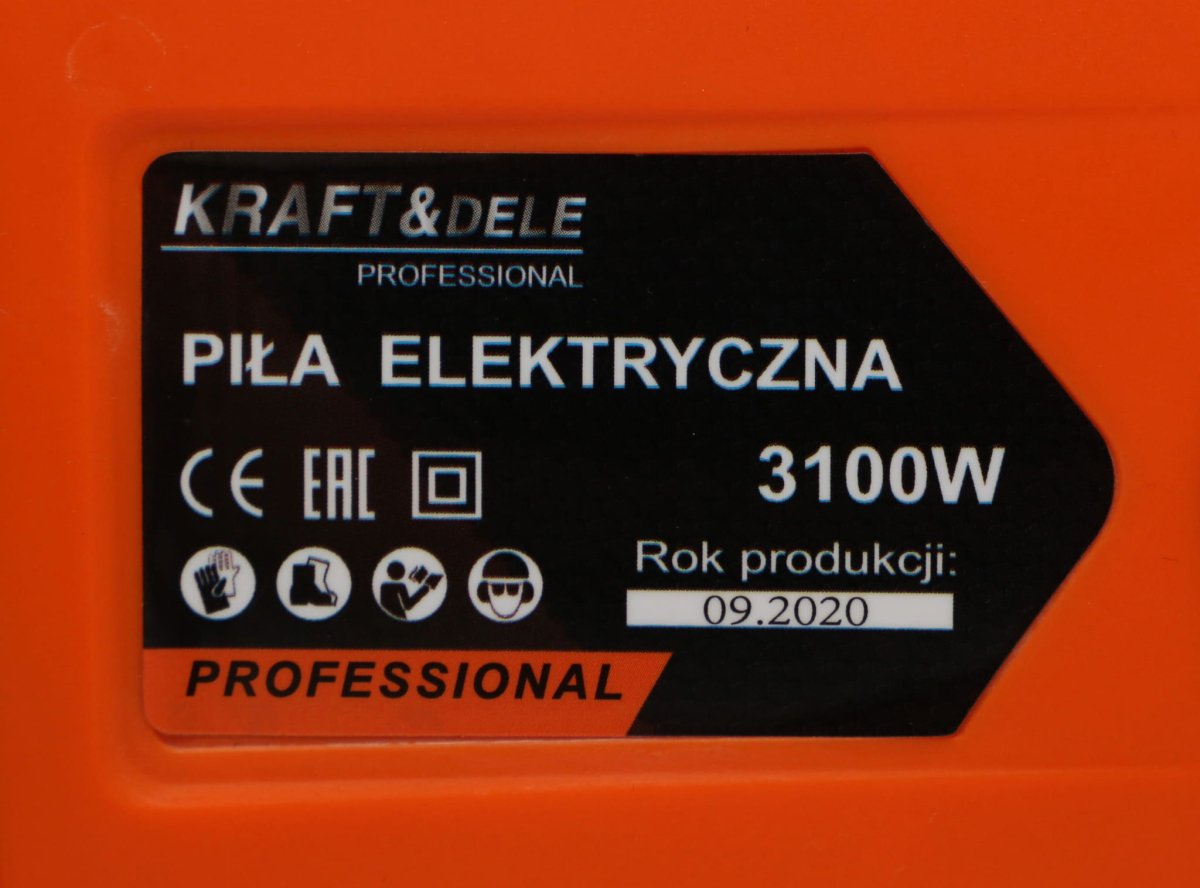 KRAFT&DELE
PROFESSIONAL
PIŁA ELEKTRYCZNA
CE EAC
3100W
Rok produkcji:
09.2020
PROFESSIONAL